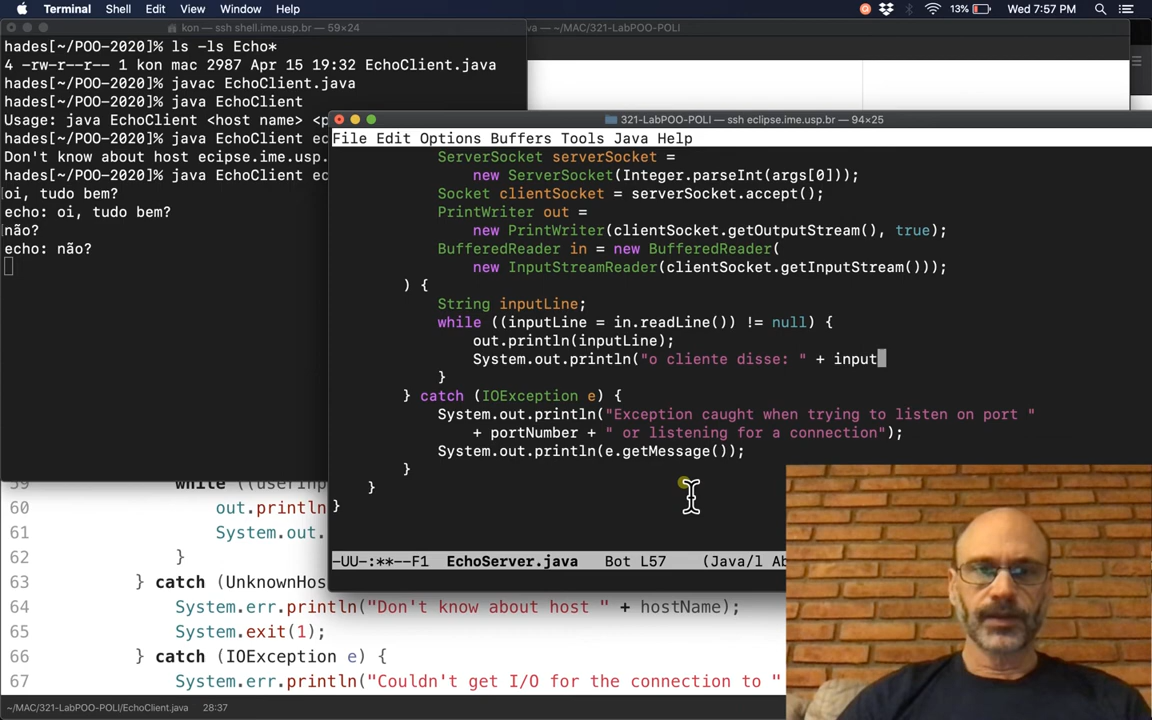 Terminal Shell Edit View Window Help 13% Wed 7:57 PM
kon — ssh shell.ime.usp.br — 59×24
va — ~/MAC/321-LabPOO-POLI
hades[~/POO-2020]% ls -ls Echo*
4 -rw-r--r-- 1 kon mac 2987 Apr 15 19:32 EchoClient.java
hades[~/POO-2020]% javac EchoClient.java
hades[~/POO-2020]% java EchoClient
Usage: java EchoClient <host name> <p
hades[~/POO-2020]% java EchoClient ec
Don't know about host ecipse.ime.usp.
hades[~/POO-2020]% java EchoClient ec
oi, tudo bem?
echo: oi, tudo bem?
não?
echo: não?
321-LabPOO-POLI — ssh eclipse.ime.usp.br — 94×25
File Edit Options Buffers Tools Java Help
ServerSocket serverSocket =
new ServerSocket(Integer.parseInt(args[0]));
Socket clientSocket = serverSocket.accept();
PrintWriter out =
new PrintWriter(clientSocket.getOutputStream(), true);
BufferedReader in = new BufferedReader(
new InputStreamReader(clientSocket.getInputStream()));
) {
String inputLine;
while ((inputLine = in.readLine()) != null) {
out.println(inputLine);
System.out.println("o cliente disse: " + input
}
} catch (IOException e) {
System.out.println("Exception caught when trying to listen on port "
+ portNumber + " or listening for a connection");
System.out.println(e.getMessage());
}
}
}
-UU-:**--F1 EchoServer.java Bot L57 (Java/l Ab
59 while ((userInp
60 out.println
61 System.out.
62 }
63 } catch (UnknownHos
64 System.err.println("Don't know about host " + hostName);
65 System.exit(1);
66 } catch (IOException e) {
67 System.err.println("Couldn't get I/O for the connection to "
~/MAC/321-LabPOO-POLI/EchoClient.java 28:37